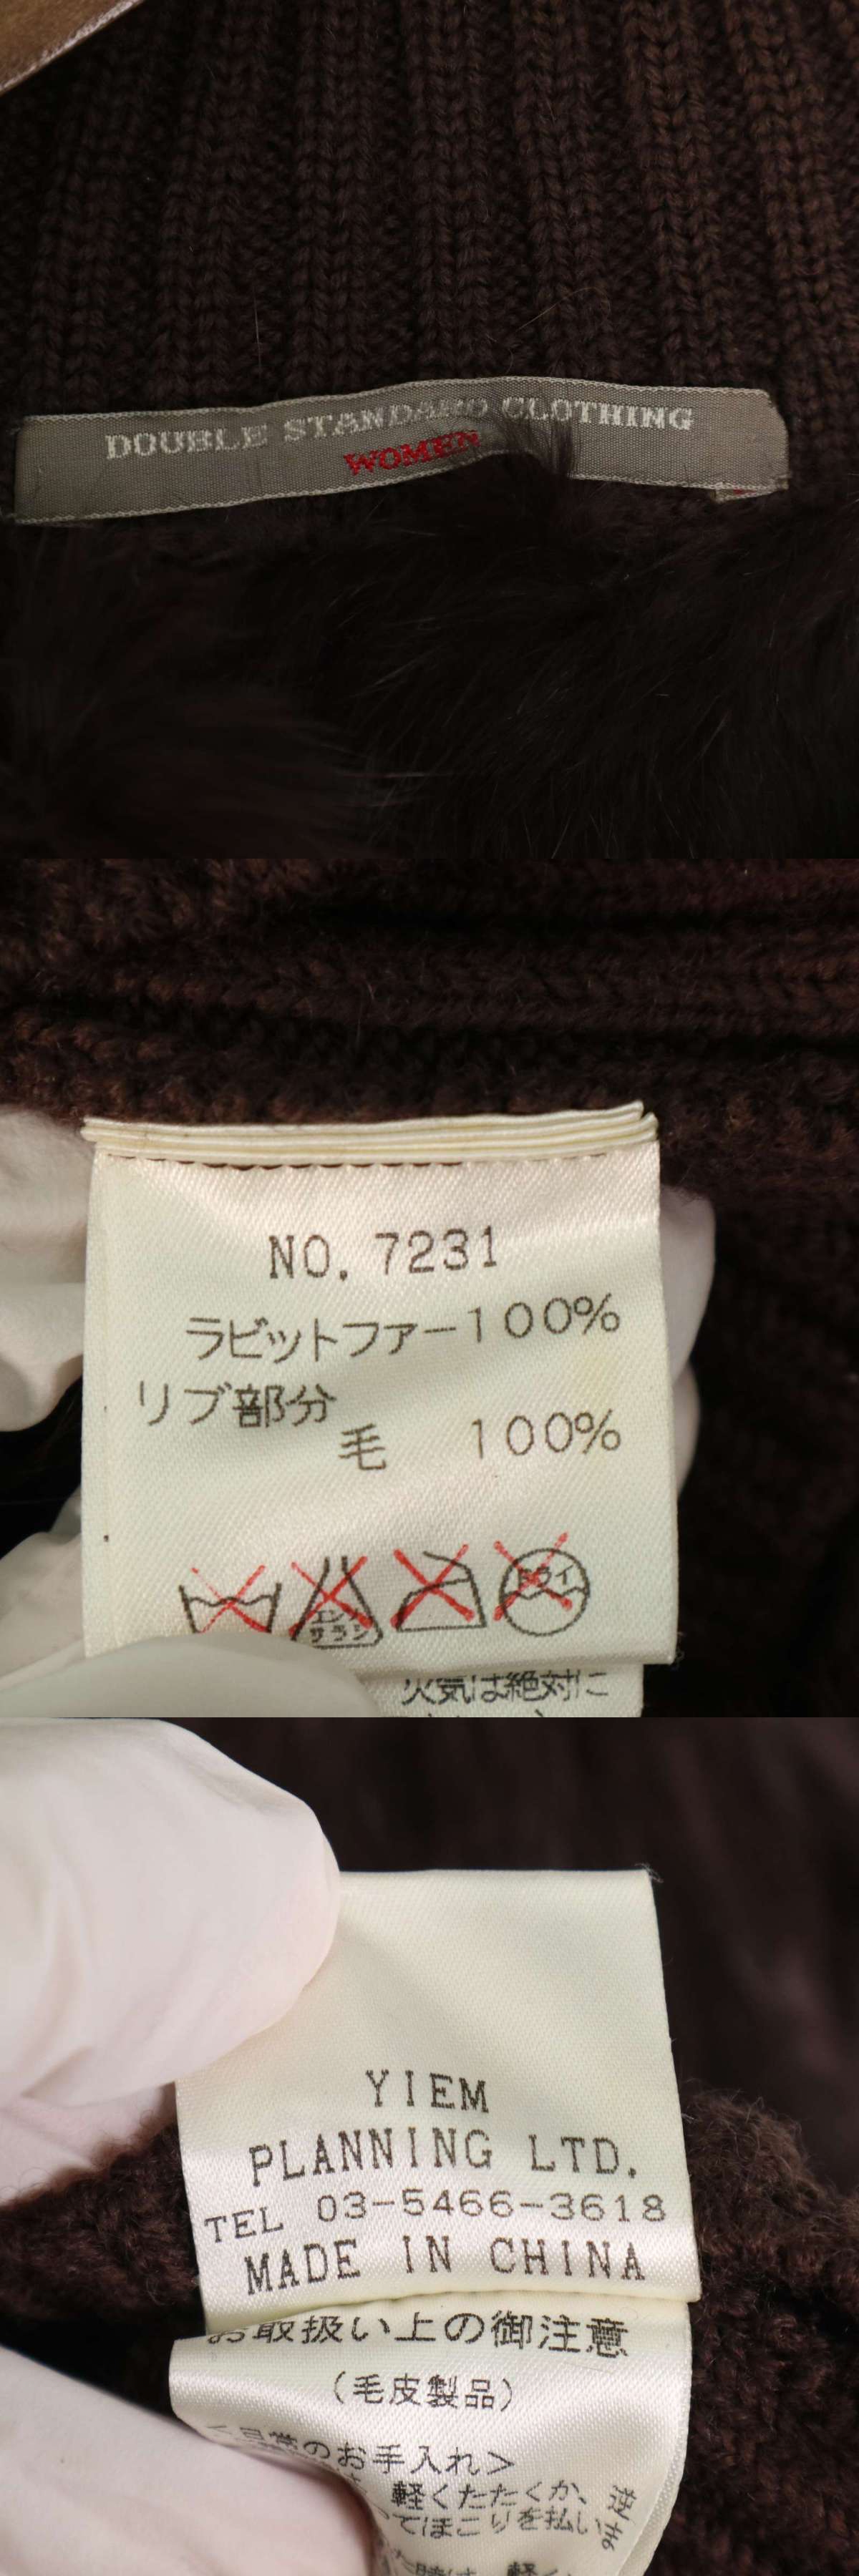 DOUBLE STANDARD CLOTHING
WOMEN
NO. 7231
ラビットファー100%
リブ部分
毛 100%
エンソ
サラシ
ドライ
火気は絶対に
YIEM
PLANNING LTD.
TEL 03-5466-3618
MADE IN CHINA
お取扱い上の御注意
(毛皮製品)
のお手入れ>
軽くたたくか、
てほこりを払い